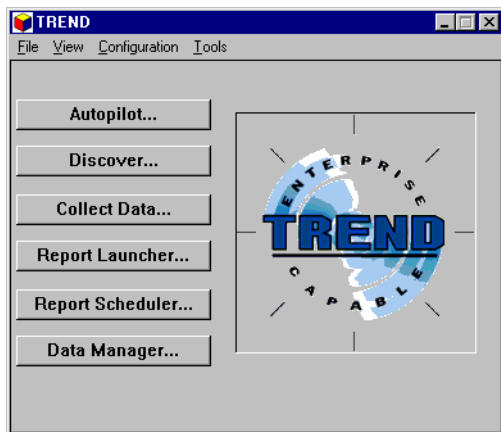 TREND
File View Configuration Tools
Autopilot...
Discover...
Collect Data...
Report Launcher...
Report Scheduler...
Data Manager...
ENTERPRISE
TREND
CAPABLE